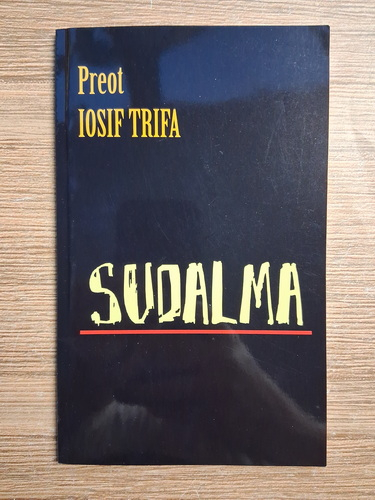 Preot
IOSIF TRIFA
SUDALMA